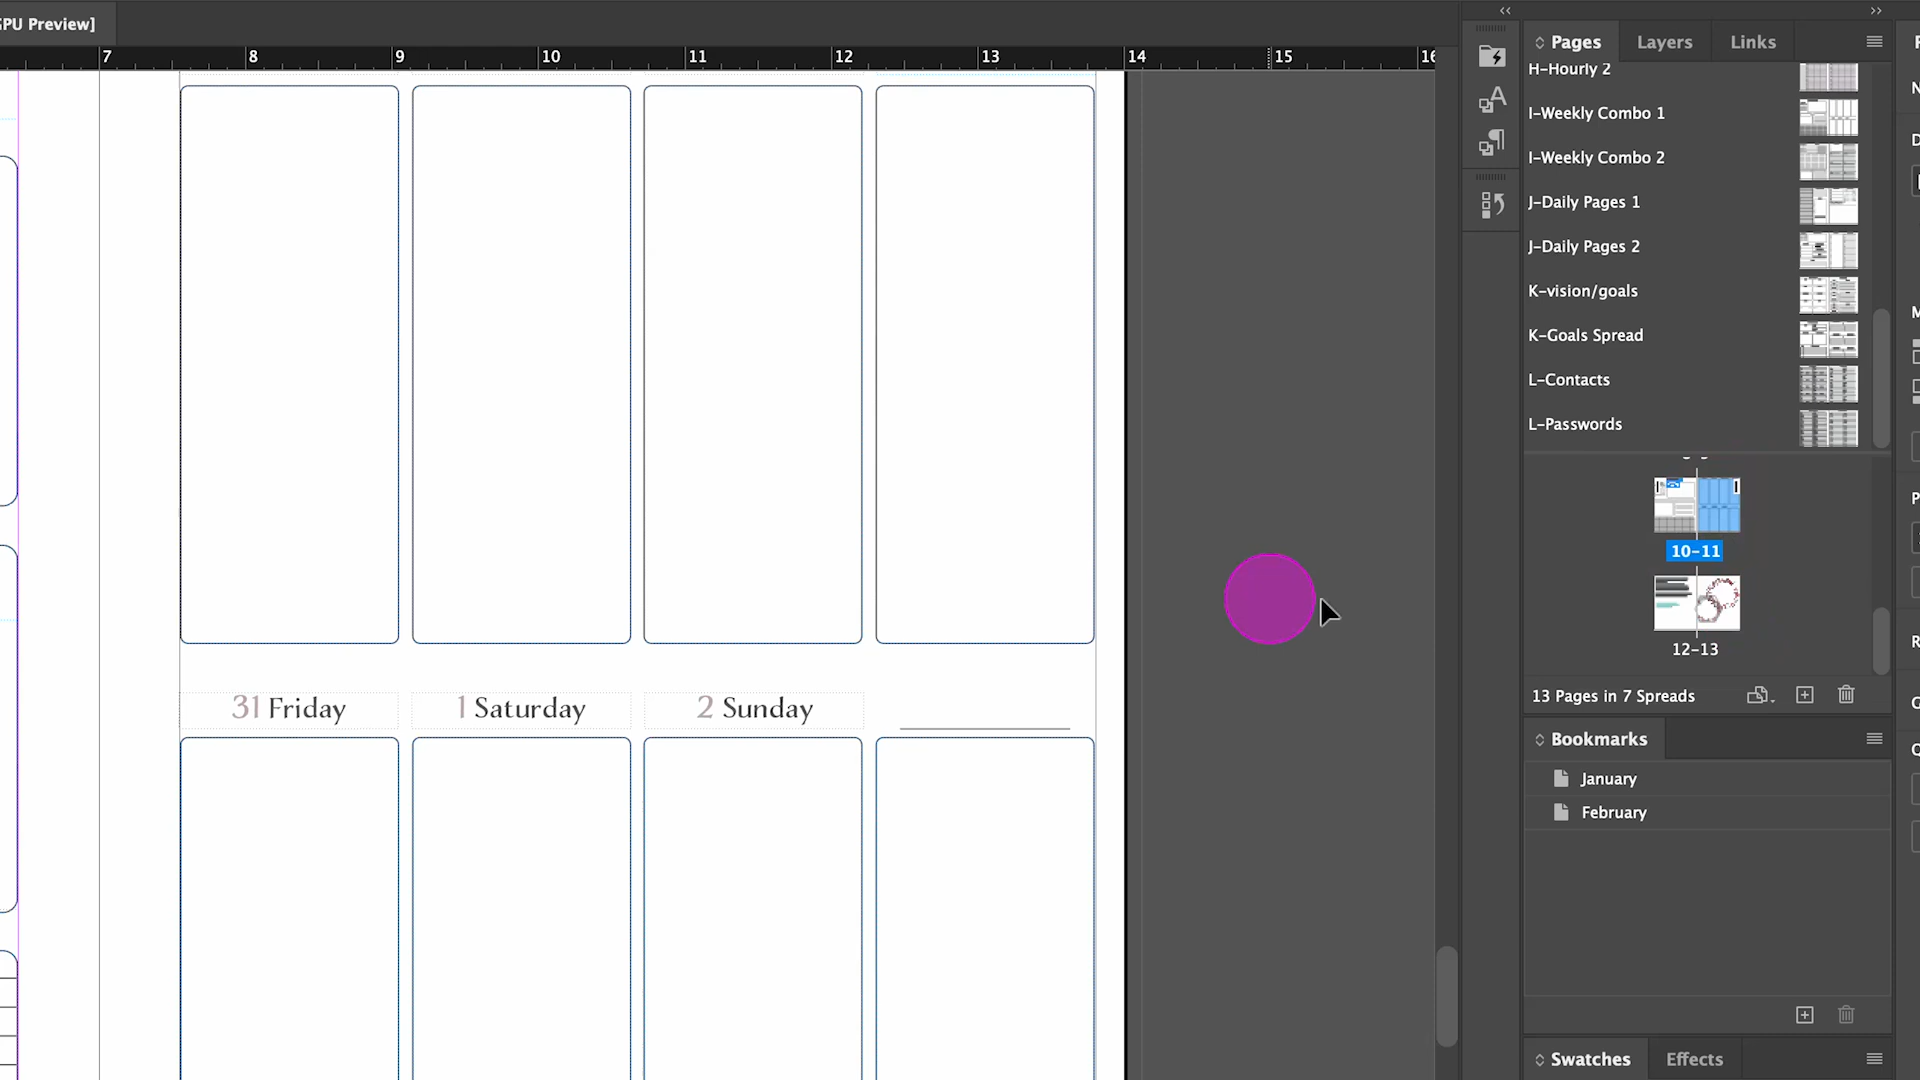 GPU Preview]
7 8 9 10 11 12 13 14 15 16
31 Friday 1 Saturday 2 Sunday
Pages Layers Links
H-Hourly 2
I-Weekly Combo 1
I-Weekly Combo 2
J-Daily Pages 1
J-Daily Pages 2
K-vision/goals
K-Goals Spread
L-Contacts
L-Passwords
10-11
12-13
13 Pages in 7 Spreads
Bookmarks
January
February
Swatches Effects